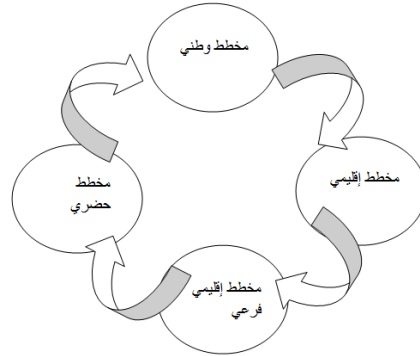 مخطط وطني
مخطط إقليمي
مخطط إقليمي
فرعي
مخطط
حضري